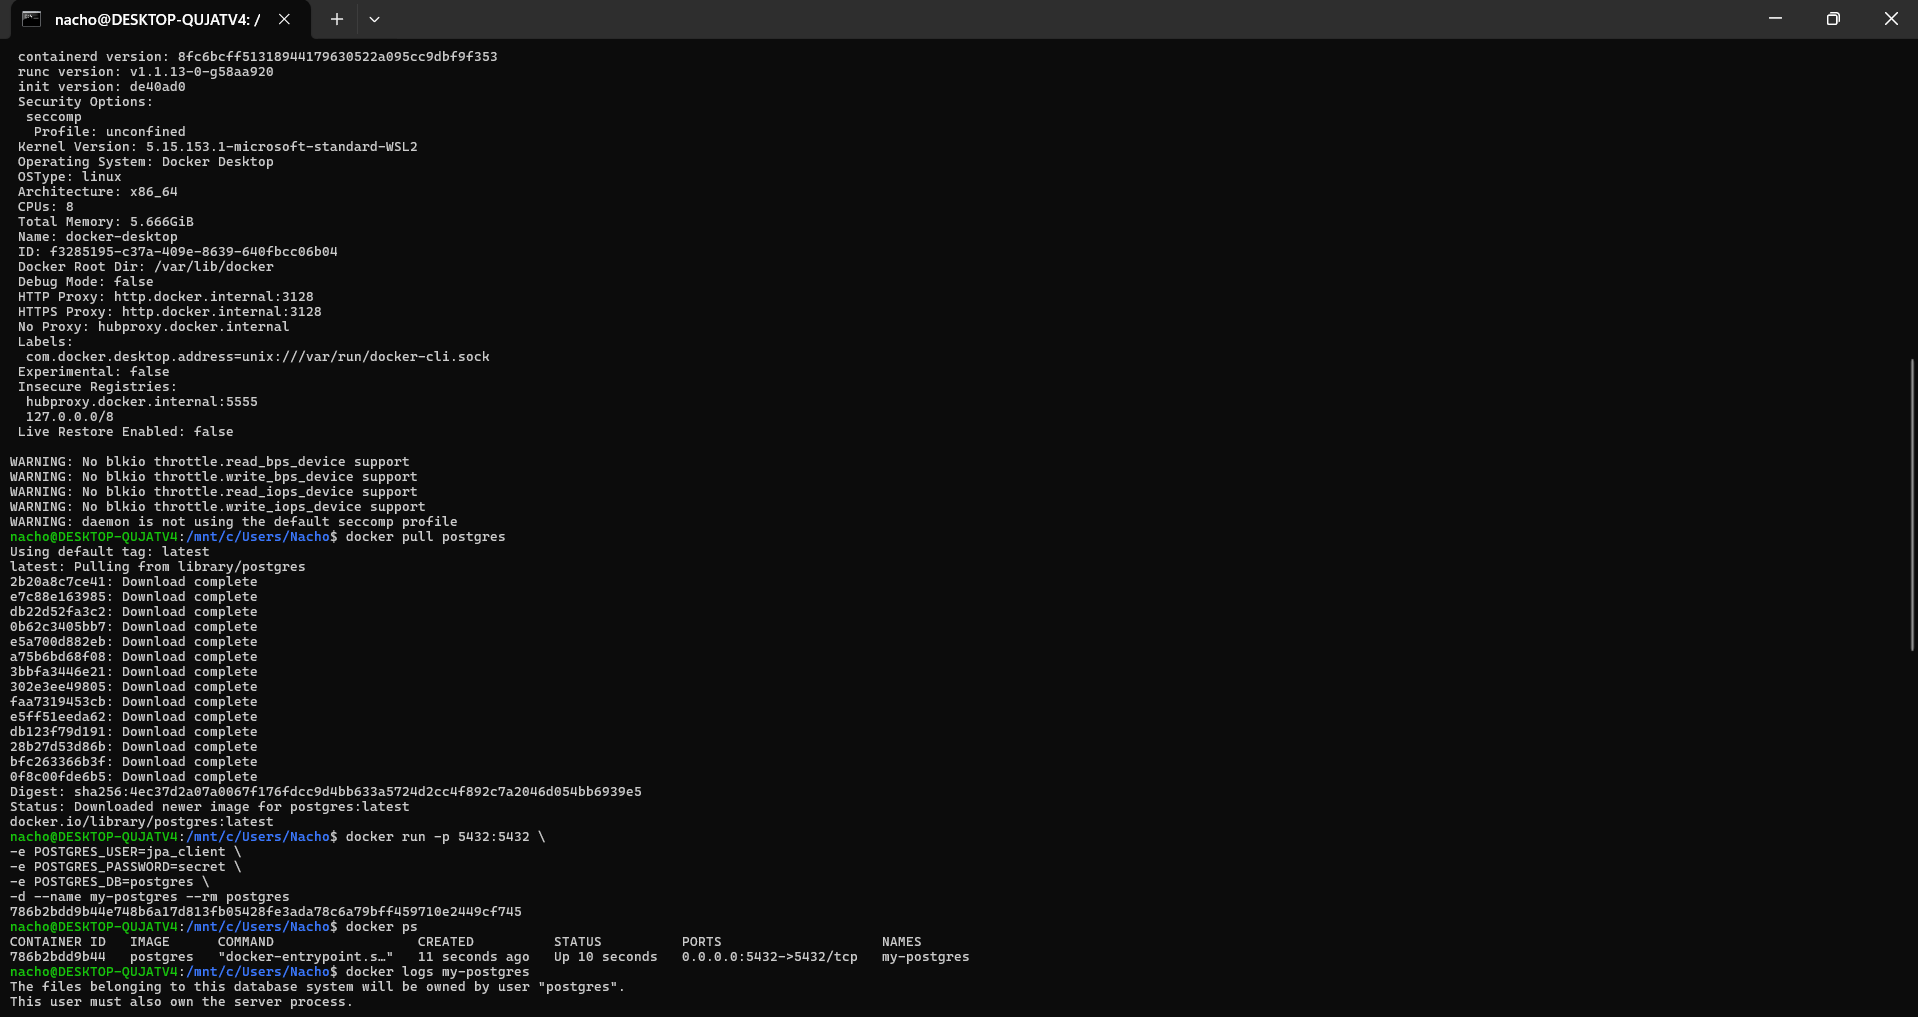 nacho@DESKTOP-QUJATV4: /
containerd version: 8fc6bcff51318944179630522a095cc9dbf9f353
runc version: v1.1.13-0-g58aa920
init version: de40ad0
Security Options:
seccomp
Profile: unconfined
Kernel Version: 5.15.153.1-microsoft-standard-WSL2
Operating System: Docker Desktop
OSType: linux
Architecture: x86_64
CPUs: 8
Total Memory: 5.666GiB
Name: docker-desktop
ID: f3285195-c37a-409e-8639-640fbcc06b04
Docker Root Dir: /var/lib/docker
Debug Mode: false
HTTP Proxy: http.docker.internal:3128
HTTPS Proxy: http.docker.internal:3128
No Proxy: hubproxy.docker.internal
Labels:
com.docker.desktop.address=unix:///var/run/docker-cli.sock
Experimental: false
Insecure Registries:
hubproxy.docker.internal:5555
127.0.0.0/8
Live Restore Enabled: false
WARNING: No blkio throttle.read_bps_device support
WARNING: No blkio throttle.write_bps_device support
WARNING: No blkio throttle.read_iops_device support
WARNING: No blkio throttle.write_iops_device support
WARNING: daemon is not using the default seccomp profile
nacho@DESKTOP-QUJATV4:/mnt/c/Users/Nacho$ docker pull postgres
Using default tag: latest
latest: Pulling from library/postgres
2b20a8c7ce41: Download complete
e7c88e163985: Download complete
db22d52fa3c2: Download complete
0b62c3405bb7: Download complete
e5a700d882eb: Download complete
a75b6bd68f08: Download complete
3bbfa3446e21: Download complete
302e3ee49805: Download complete
faa7319453cb: Download complete
e5ff51eeda62: Download complete
db123f79d191: Download complete
28b27d53d86b: Download complete
bfc263366b3f: Download complete
0f8c00fde6b5: Download complete
Digest: sha256:4ec37d2a07a0067f176fdcc9d4bb633a5724d2cc4f892c7a2046d054bb6939e5
Status: Downloaded newer image for postgres:latest
docker.io/library/postgres:latest
nacho@DESKTOP-QUJATV4:/mnt/c/Users/Nacho$ docker run -p 5432:5432 \
-e POSTGRES_USER=jpa_client \
-e POSTGRES_PASSWORD=secret \
-e POSTGRES_DB=postgres \
-d --name my-postgres --rm postgres
786b2bdd9b44e748b6a17d813fb05428fe3ada78c6a79bff459710e2449cf745
nacho@DESKTOP-QUJATV4:/mnt/c/Users/Nacho$ docker ps
CONTAINER ID   IMAGE      COMMAND                  CREATED          STATUS          PORTS                    NAMES
786b2bdd9b44   postgres   "docker-entrypoint.s…"   11 seconds ago   Up 10 seconds   0.0.0.0:5432->5432/tcp   my-postgres
nacho@DESKTOP-QUJATV4:/mnt/c/Users/Nacho$ docker logs my-postgres
The files belonging to this database system will be owned by user "postgres".
This user must also own the server process.